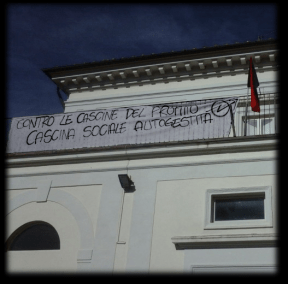 CONTRO LE CASCINE DEL PROFITTO
CASCINA SOCIALE AUTOGESTITA